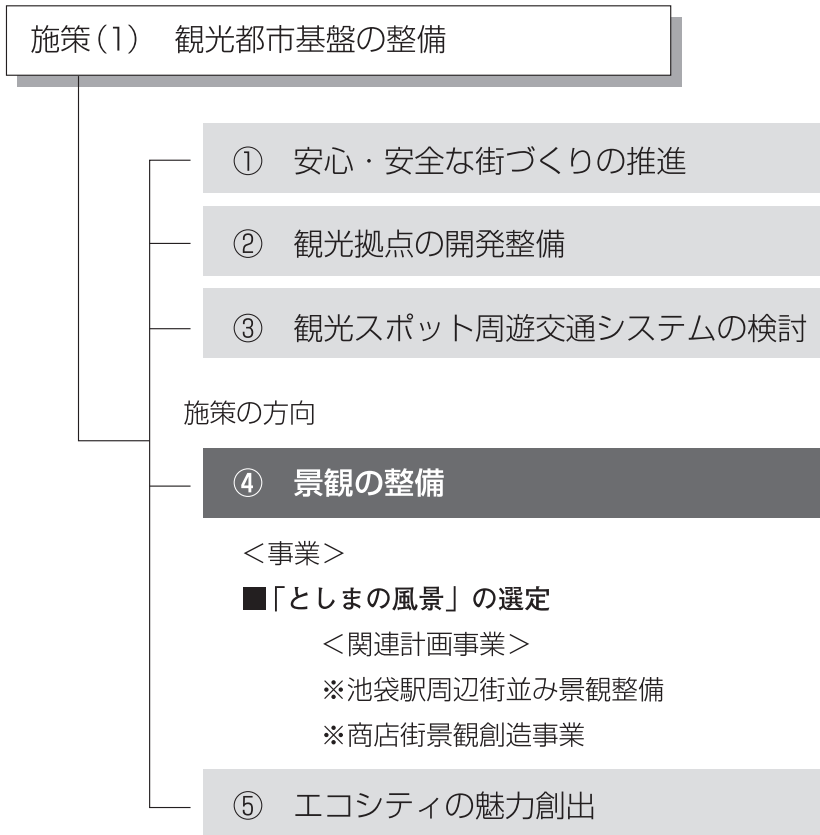 施策(1) 観光都市基盤の整備
① 安心・安全な街づくりの推進
② 観光拠点の開発整備
③ 観光スポット周遊交通システムの検討
施策の方向
④ 景観の整備
＜事業＞
■「としまの風景」の選定
＜関連計画事業＞
※池袋駅周辺街並み景観整備
※商店街景観創造事業
⑤ エコシティの魅力創出